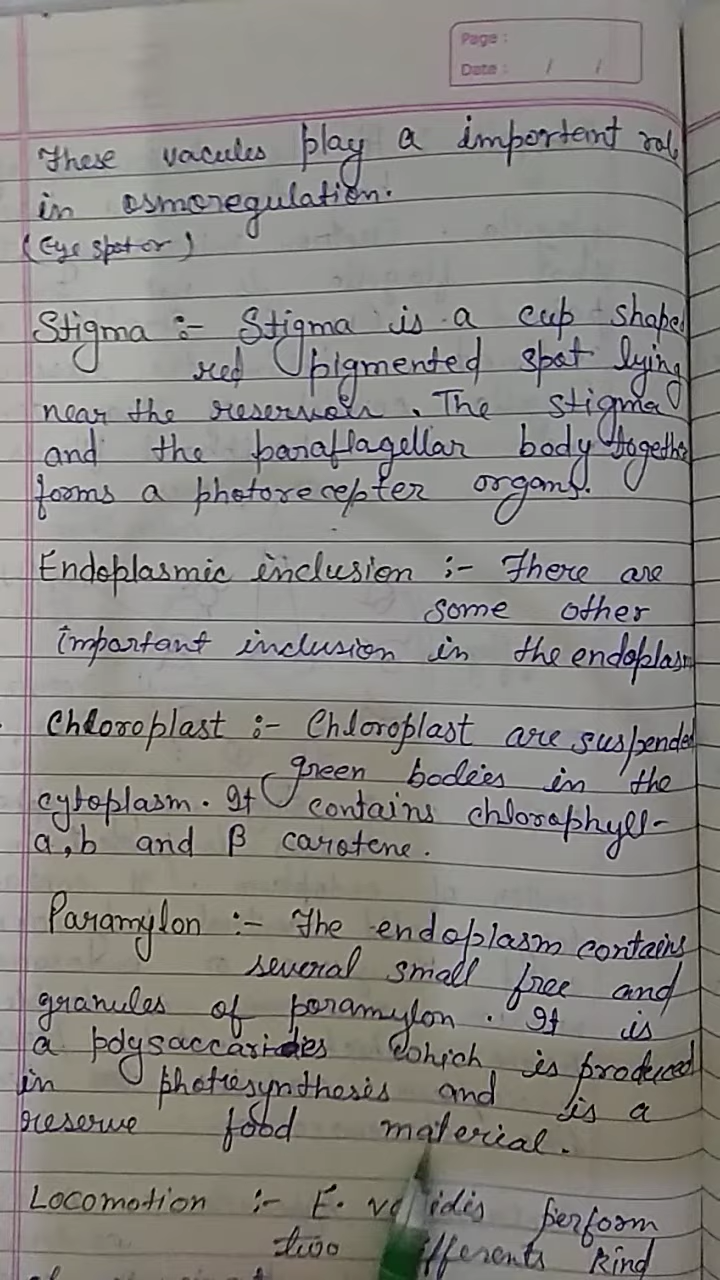 Page :
Date : / /
These vacules play a importent role
in osmoregulation.
(Eye spot or)
Stigma :- Stigma is a cup shaped
red pigmented spot lying
near the reservoir. The stigma
and the paraflagellar body together
forms a photorecepter organs.
Endoplasmic inclusion :- There are
some other
important inclusion in the endoplasm
Chloroplast :- Chloroplast are suspended
green bodies in the
cytoplasm. It contains chlorophyll-
a, b and β carotene.
Paramylon :- The endoplasm contains
several small free and
granules of paramylon. It is
a polysaccarides which is produced
in photosynthesis and is a
reserve food material.
Locomotion :- E. perform
two kind